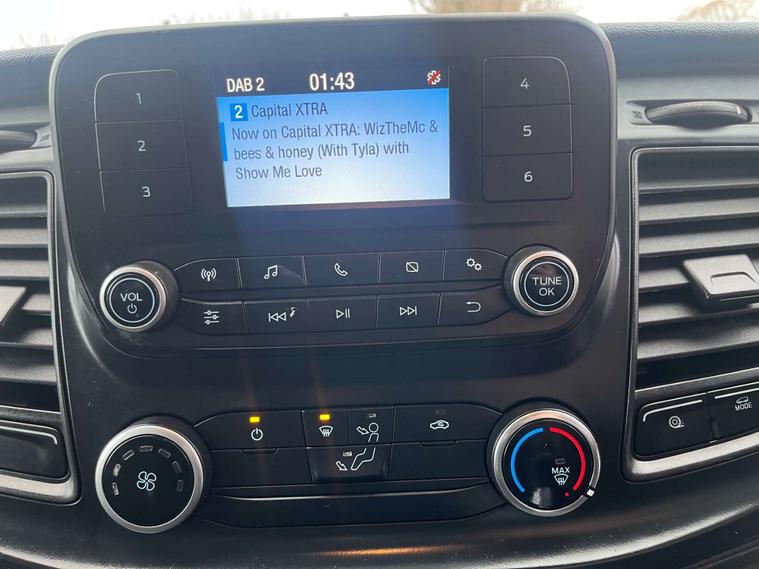 DAB 2 01:43
2 Capital XTRA
Now on Capital XTRA: WizTheMc &
bees & honey (With Tyla) with
Show Me Love
1
2
3
4
5
6
VOL
TUNE
OK
MAX
MODE